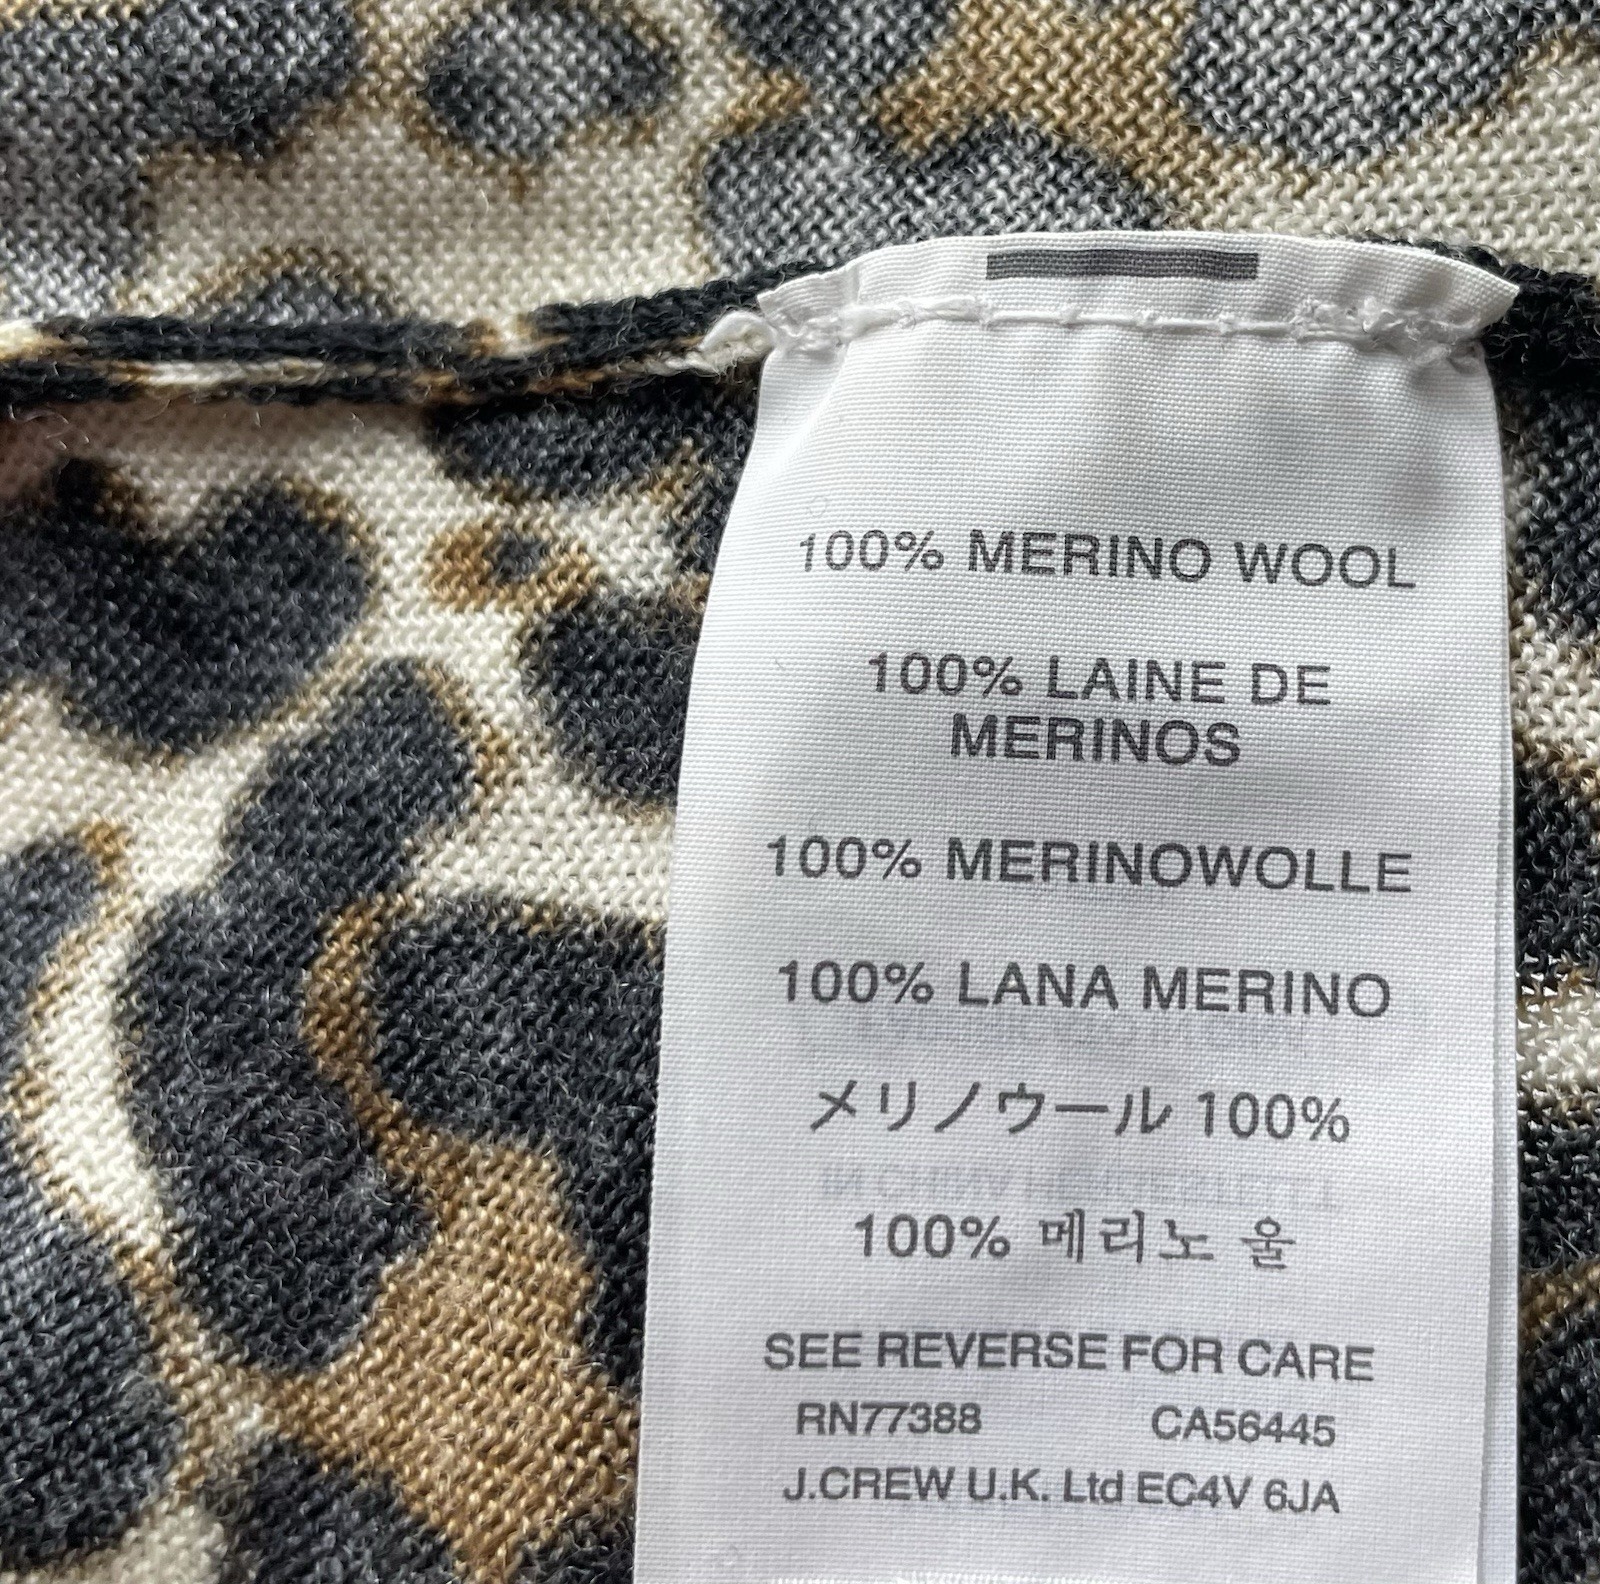 100% MERINO WOOL
100% LAINE DE
MERINOS
100% MERINOWOLLE
100% LANA MERINO
メリノウール 100%
100% 메리노 울
SEE REVERSE FOR CARE
RN77388 CA56445
J.CREW U.K. Ltd EC4V 6JA